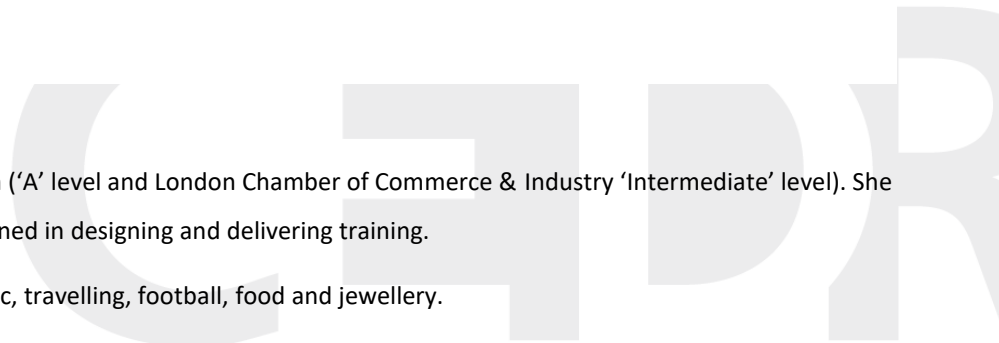 CEDR
('A' level and London Chamber of Commerce & Industry 'Intermediate' level). She
in designing and delivering training.
travelling, football, food and jewellery.